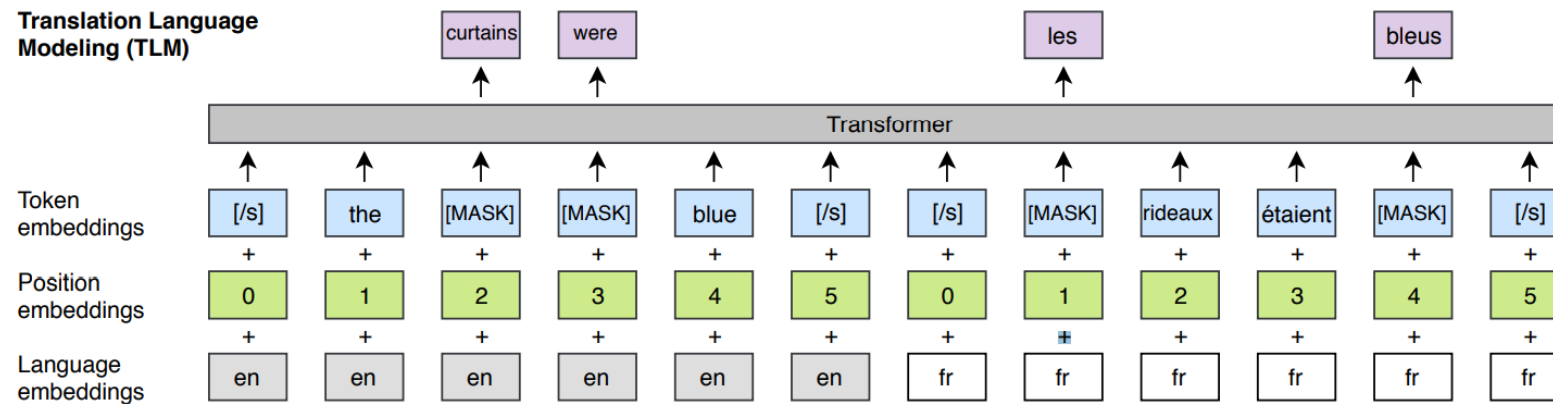 Translation Language
Modeling (TLM)
curtains were les bleus
Transformer
Token
embeddings
[/s] the [MASK] [MASK] blue [/s] [/s] [MASK] rideaux étaient [MASK] [/s]
+ + + + + + + + + + + +
Position
embeddings
0 1 2 3 4 5 0 1 2 3 4 5
+ + + + + + + + + + + +
Language
embeddings
en en en en en en fr fr fr fr fr fr